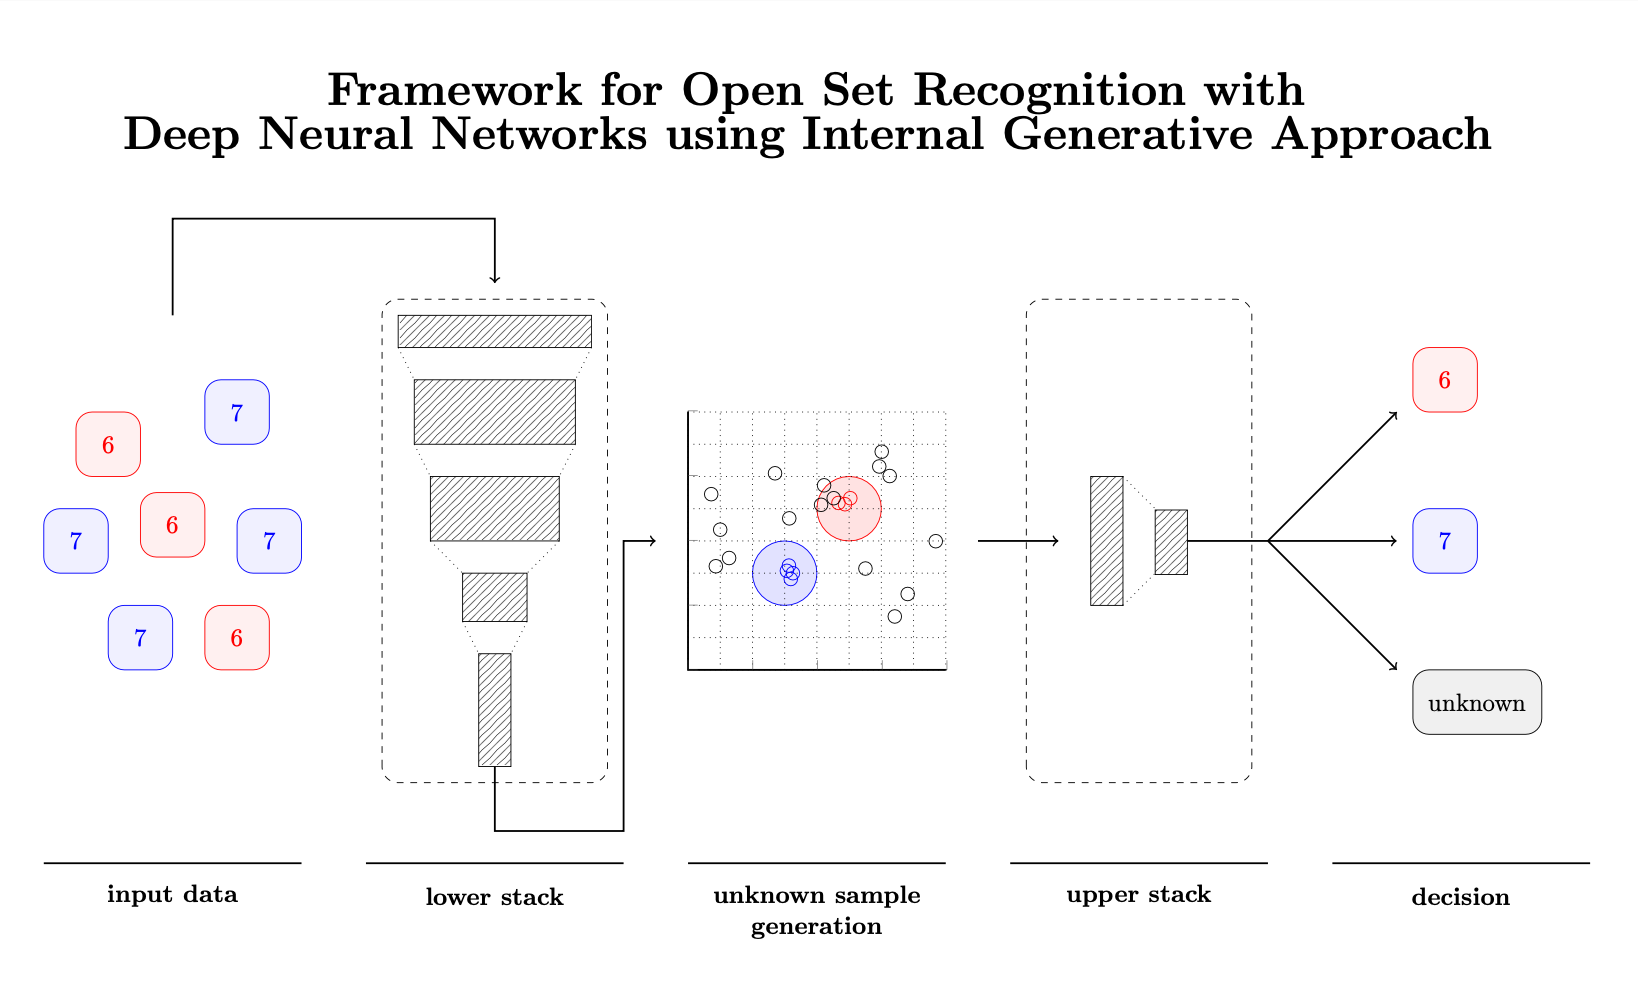 Framework for Open Set Recognition with
Deep Neural Networks using Internal Generative Approach
7
6
6
7
7
7
6
6
7
unknown
input data
lower stack
unknown sample
generation
upper stack
decision